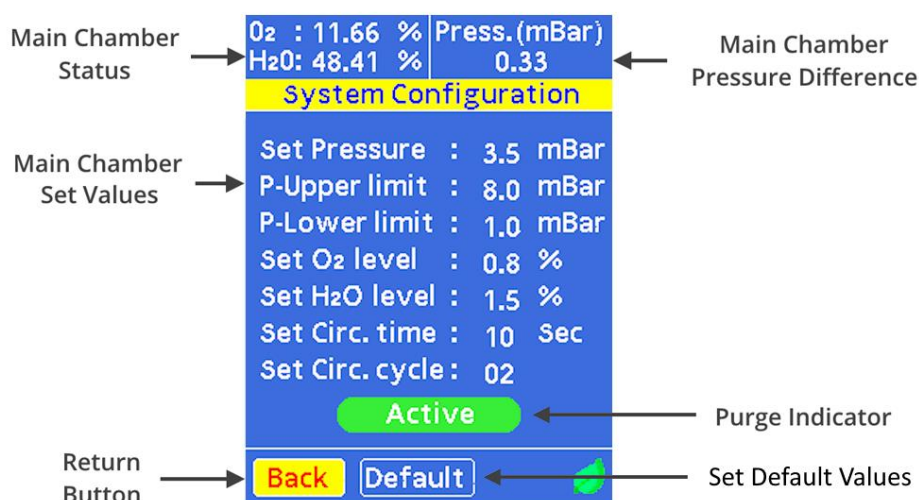 Main Chamber
Status
O₂ : 11.66 %
H₂O: 48.41 %
Press.(mBar)
0.33
Main Chamber
Pressure Difference
System Configuration
Main Chamber
Set Values
Set Pressure : 3.5 mBar
P-Upper limit : 8.0 mBar
P-Lower limit : 1.0 mBar
Set O₂ level : 0.8 %
Set H₂O level : 1.5 %
Set Circ. time : 10 Sec
Set Circ. cycle : 02
Active
Purge Indicator
Return
Button
Back
Default
Set Default Values